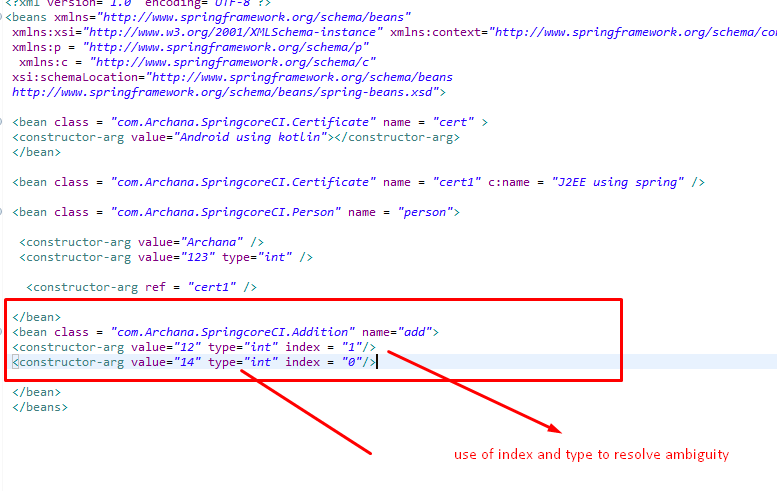 <?xml version="1.0" encoding="UTF-8"?>
<beans xmlns="http://www.springframework.org/schema/beans"
xmlns:xsi="http://www.w3.org/2001/XMLSchema-instance" xmlns:context="http://www.springframework.org/schema/co
xmlns:p = "http://www.springframework.org/schema/p"
xmlns:c = "http://www.springframework.org/schema/c"
xsi:schemaLocation="http://www.springframework.org/schema/beans
http://www.springframework.org/schema/beans/spring-beans.xsd">
<bean class = "com.Archana.SpringcoreCI.Certificate" name = "cert" >
<constructor-arg value="Android using kotlin"></constructor-arg>
</bean>
<bean class = "com.Archana.SpringcoreCI.Certificate" name = "cert1" c:name = "J2EE using spring" />
<bean class = "com.Archana.SpringcoreCI.Person" name = "person">
<constructor-arg value="Archana" />
<constructor-arg value="123" type="int" />
<constructor-arg ref = "cert1" />
</bean>
<bean class = "com.Archana.SpringcoreCI.Addition" name="add">
<constructor-arg value="12" type="int" index = "1"/>
<constructor-arg value="14" type="int" index = "0"/>
</bean>
</beans>
use of index and type to resolve ambiguity